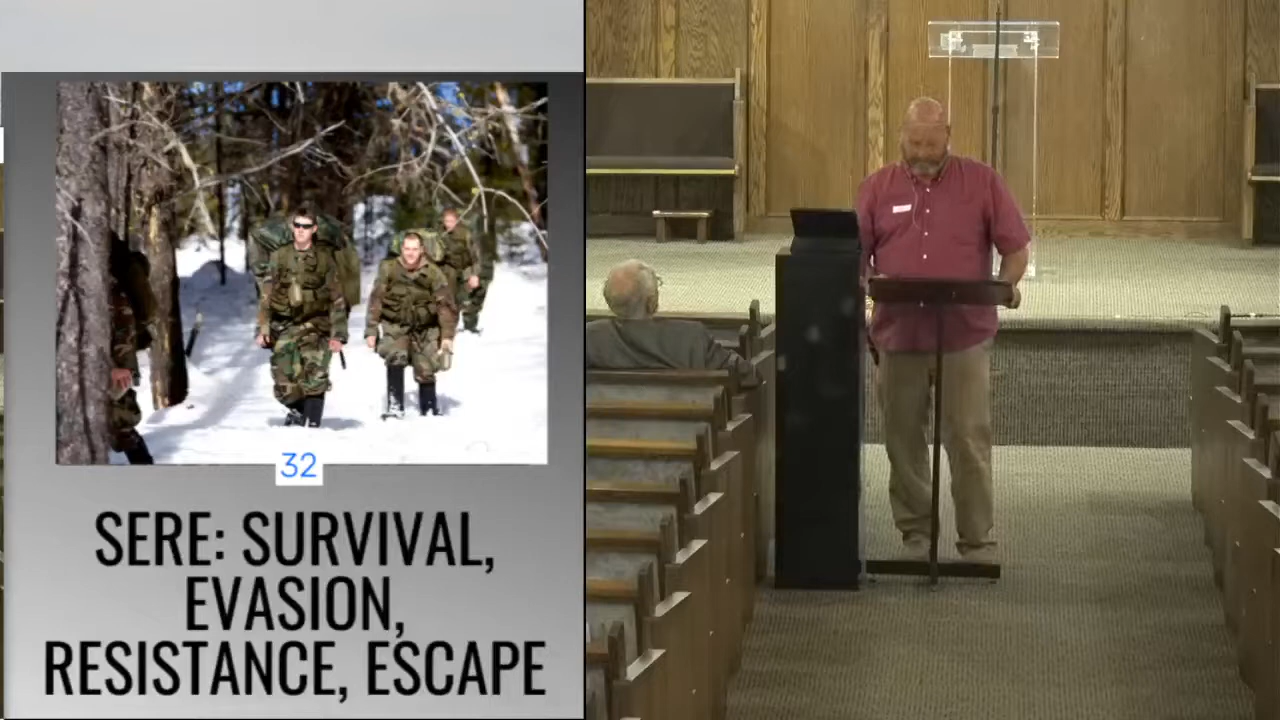 32
SERE: SURVIVAL,
EVASION,
RESISTANCE, ESCAPE